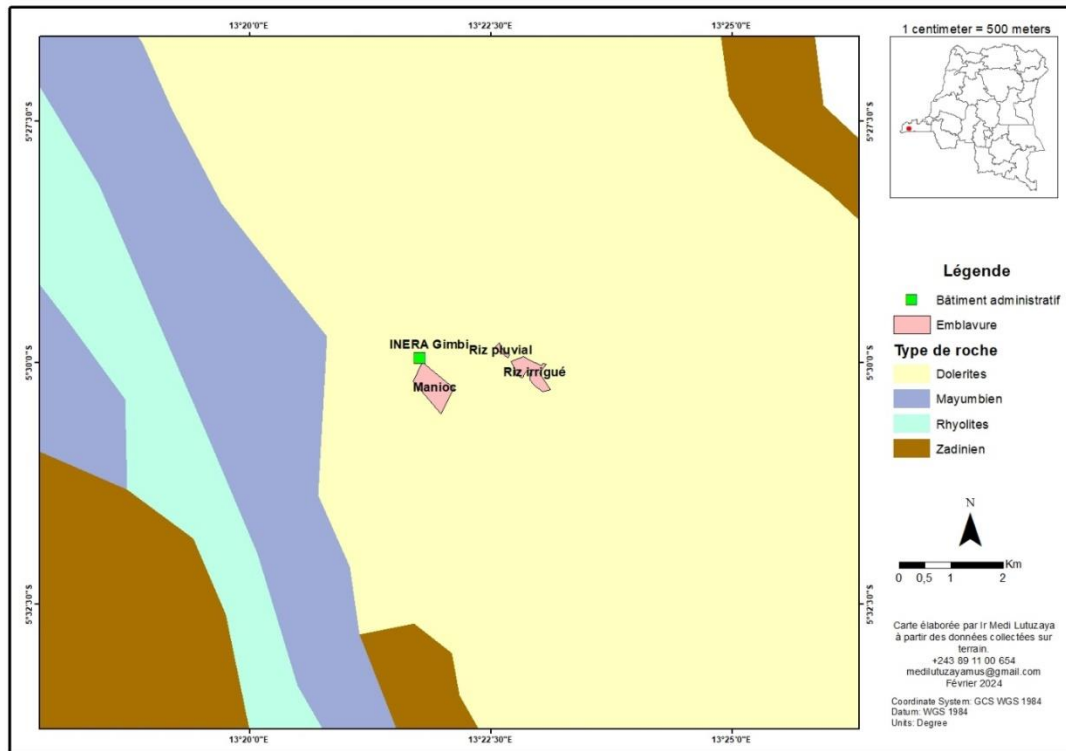 13°20'0"E
13°22'30"E
13°25'0"E
1 centimeter = 500 meters
5°27'30"S
5°27'30"S
Légende
Bâtiment administratif
Emblavure
Type de roche
Dolerites
Mayumbien
Rhyolites
Zadinien
INERA Gimbi
Riz pluvial
Riz irrigué
Manioc
5°30'0"S
5°30'0"S
N
Km
0 0,5 1 2
5°32'30"S
5°32'30"S
Carte élaborée par Ir Medi Lutuzaya
à partir des données collectées sur
terrain.
+243 89 11 00 654
medilutuzayamus@gmail.com
Février 2024
Coordinate System: GCS WGS 1984
Datum: WGS 1984
Units: Degree
13°20'0"E
13°22'30"E
13°25'0"E